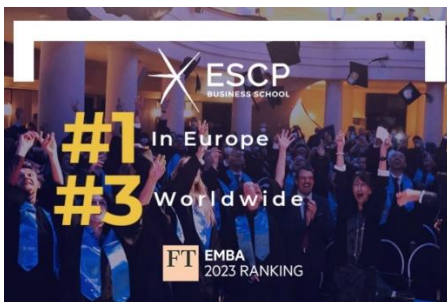 ESCP
BUSINESS SCHOOL
#1 In Europe
#3 Worldwide
FT EMBA
2023 RANKING